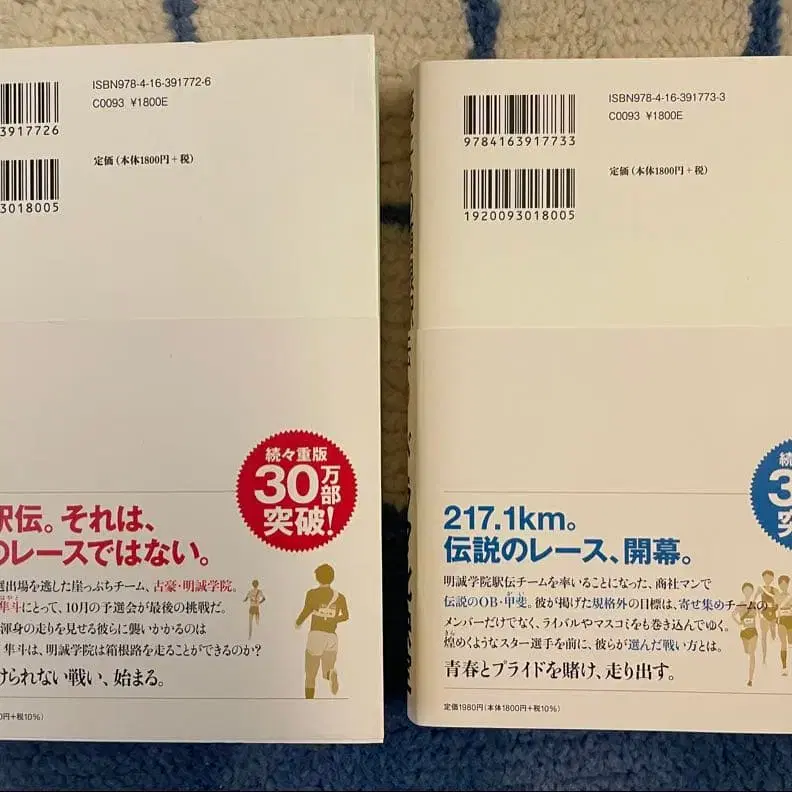 ISBN978-4-16-391772-6
C0093 ¥1800E
3917726
定価(本体1800円+税)
3018005
続々重版
30万部
突破!
駅伝。それは、
のレースではない。
選出場を逃した崖っぷちチーム、古豪・明誠学院。
隼斗にとって、10月の予選会が最後の挑戦だ。
渾身の走りを見せる彼らに襲いかかるのは
隼斗は、明誠学院は箱根路を走ることができるのか?
けられない戦い、始まる。
0円+税10%)
ISBN978-4-16-391773-3
C0093 ¥1800E
9784163917733
定価(本体1800円+税)
1920093018005
続
3
突
217.1km。
伝説のレース、開幕。
明誠学院駅伝チームを率いることになった、商社マンで
伝説のOB・甲斐。彼が掲げた規格外の目標は、寄せ集めチームの
メンバーだけでなく、ライバルやマスコミをも巻き込んでゆく。
煌めくようなスター選手を前に、彼らが選んだ戦い方とは。
青春とプライドを賭け、走り出す。
定価1980円(本体1800円+税10%)